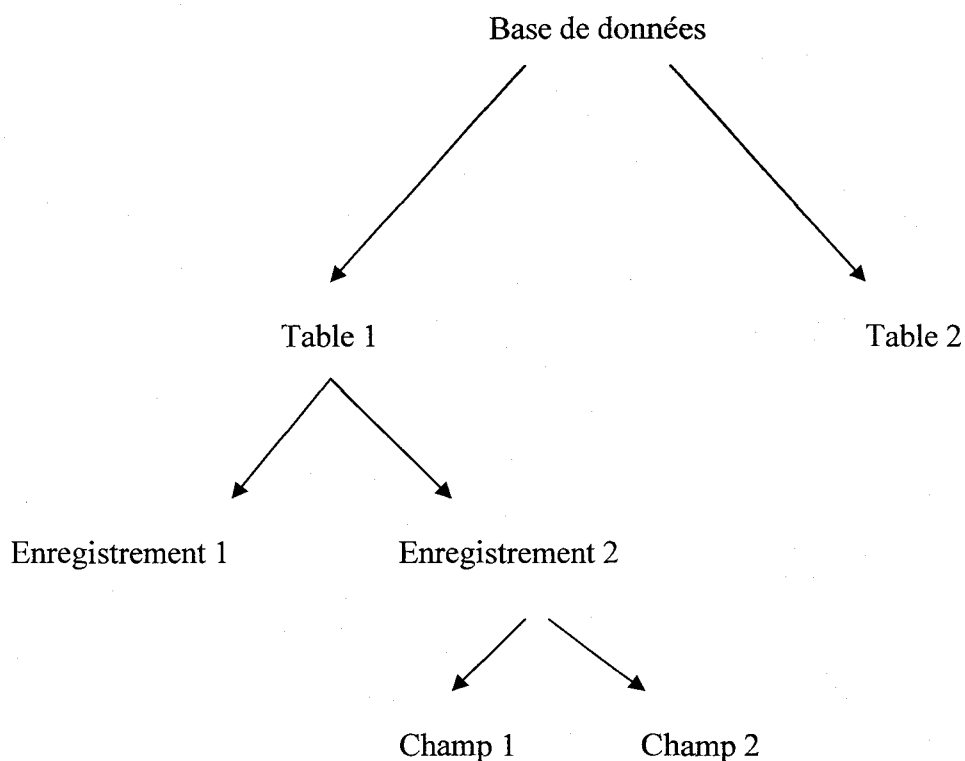 Base de données
Table 1
Table 2
Enregistrement 1
Enregistrement 2
Champ 1
Champ 2